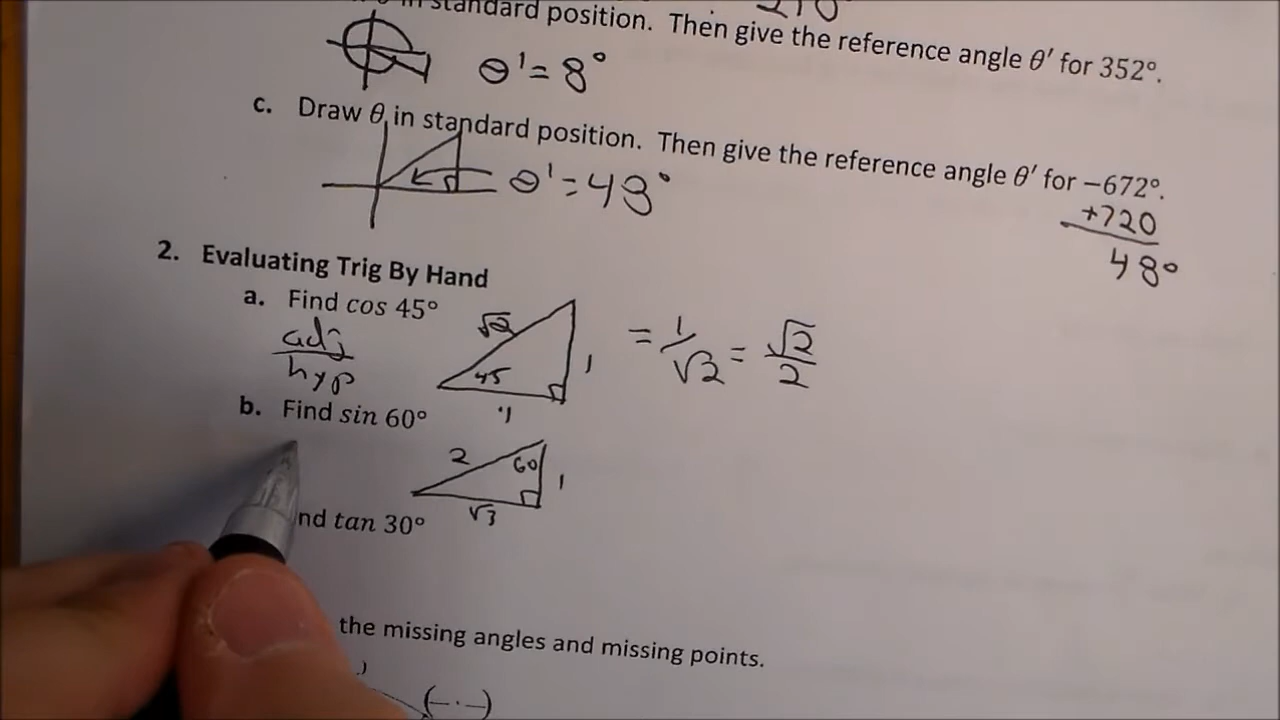 210
in standard position. Then give the reference angle θ′ for 352°.
θ' = 8°
c. Draw θ in standard position. Then give the reference angle θ′ for −672°.
θ' = 48°
+720
48°
2. Evaluating Trig By Hand
a. Find cos 45°
adj
hyp
√2
45
1
1
= 1/√2 = √2/2
b. Find sin 60°
2
60
1
√3
nd tan 30°
the missing angles and missing points.